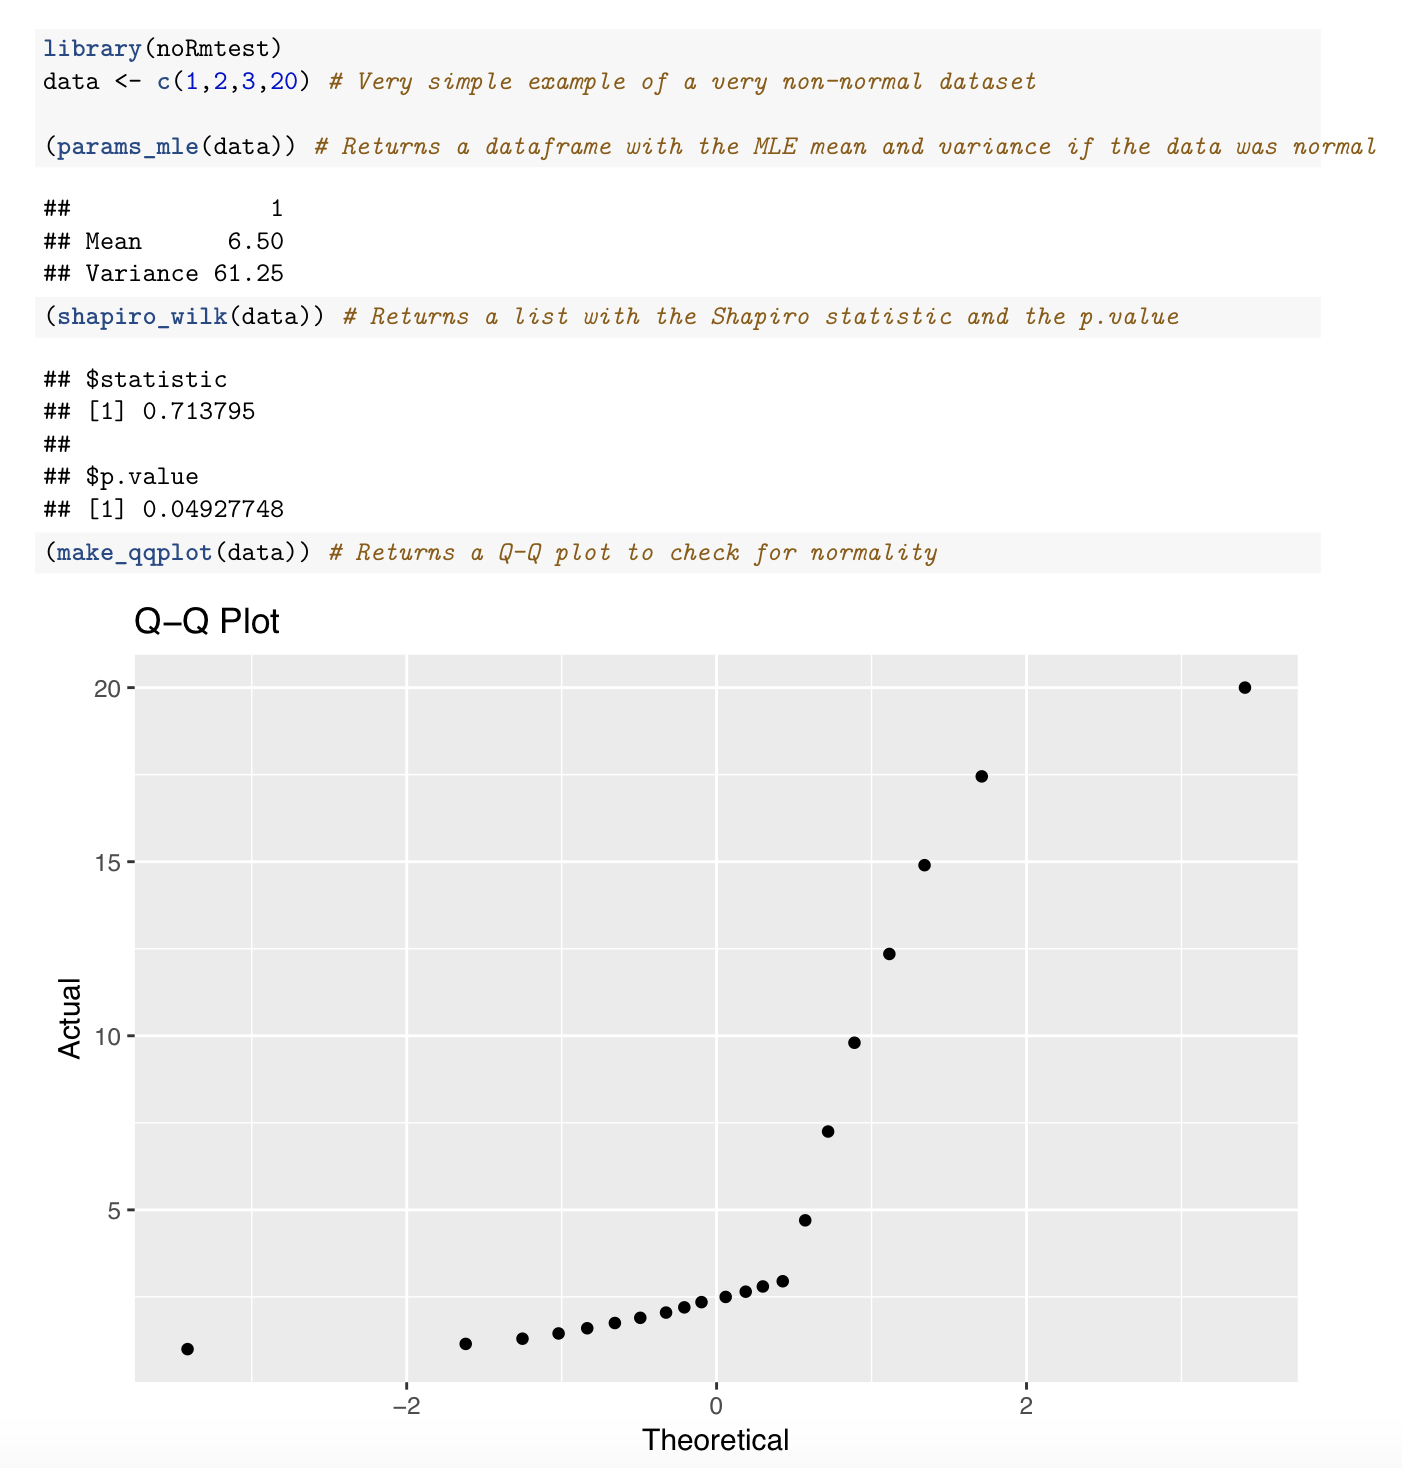 library(noRmtest)
data <- c(1,2,3,20) # Very simple example of a very non-normal dataset
(params_mle(data)) # Returns a dataframe with the MLE mean and variance if the data was normal
## 1
## Mean 6.50
## Variance 61.25
(shapiro_wilk(data)) # Returns a list with the Shapiro statistic and the p.value
## $statistic
## [1] 0.713795
##
## $p.value
## [1] 0.04927748
(make_qqplot(data)) # Returns a Q-Q plot to check for normality
Q–Q Plot
20
15
10
5
Actual
−2 0 2
Theoretical